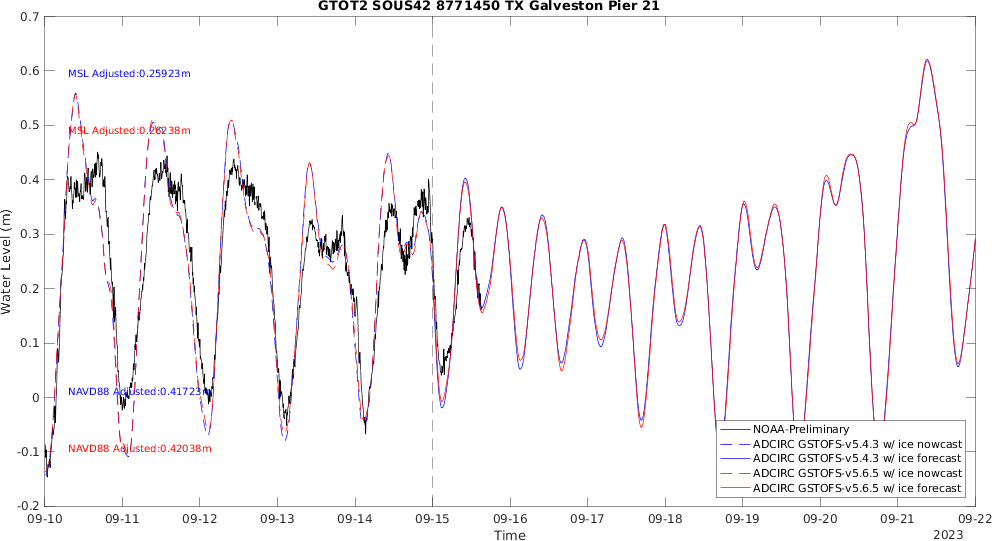 GTOT2 SOUS42 8771450 TX Galveston Pier 21
0.7
0.6
0.5
0.4
0.3
0.2
0.1
0
-0.1
-0.2
Water Level (m)
MSL Adjusted:0.25923m
MSL Adjusted:0.26238m
NAVD88 Adjusted:0.41723m
NAVD88 Adjusted:0.42038m
NOAA-Preliminary
ADCIRC GSTOFS-v5.4.3 w/ ice nowcast
ADCIRC GSTOFS-v5.4.3 w/ ice forecast
ADCIRC GSTOFS-v5.6.5 w/ ice nowcast
ADCIRC GSTOFS-v5.6.5 w/ ice forecast
09-10 09-11 09-12 09-13 09-14 09-15 09-16 09-17 09-18 09-19 09-20 09-21 09-22
Time
2023